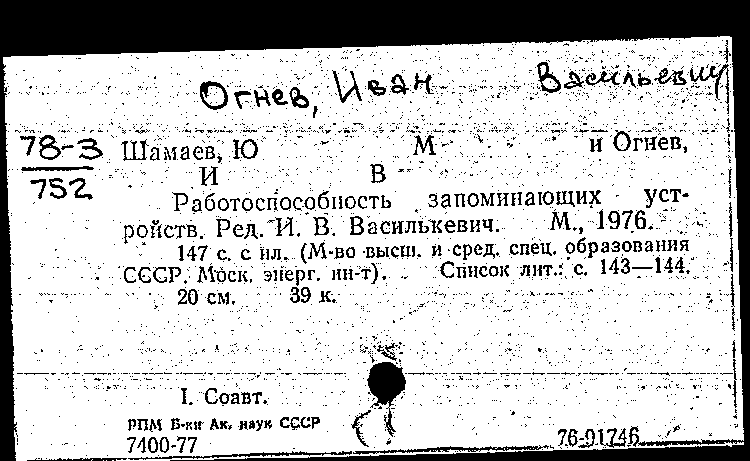 Огнев, Иван Васильевич
78-3 Шамаев, Ю М и Огнев,
752 И В
Работоспособность запоминающих уст-
ройств. Ред. И. В. Василькевич. М., 1976.
147 с. с ил. (М-во высш. и сред. спец. образования
СССР. Моск. энерг. ин-т). Список лит.: с. 143—144.
20 см. 39 к.
I. Соавт.
РПМ Б-ки Ак. наук СССР
7400-77 76-91746